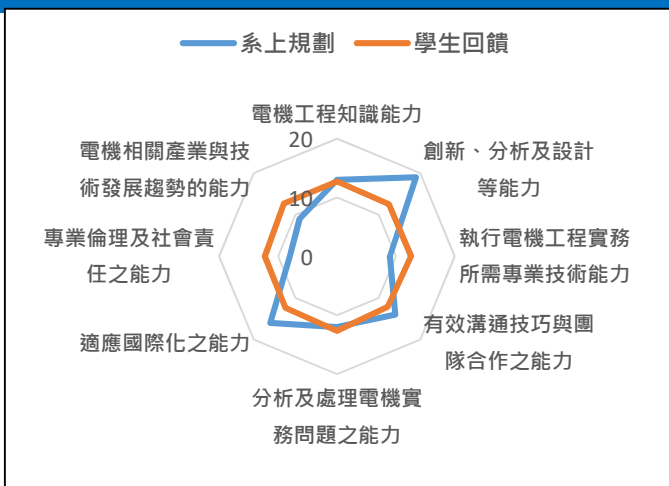 系上規劃 學生回饋
電機工程知識能力
20
10
0
創新、分析及設計
等能力
執行電機工程實務
所需專業技術能力
有效溝通技巧與團
隊合作之能力
分析及處理電機實
務問題之能力
適應國際化之能力
專業倫理及社會責
任之能力
電機相關產業與技
術發展趨勢的能力